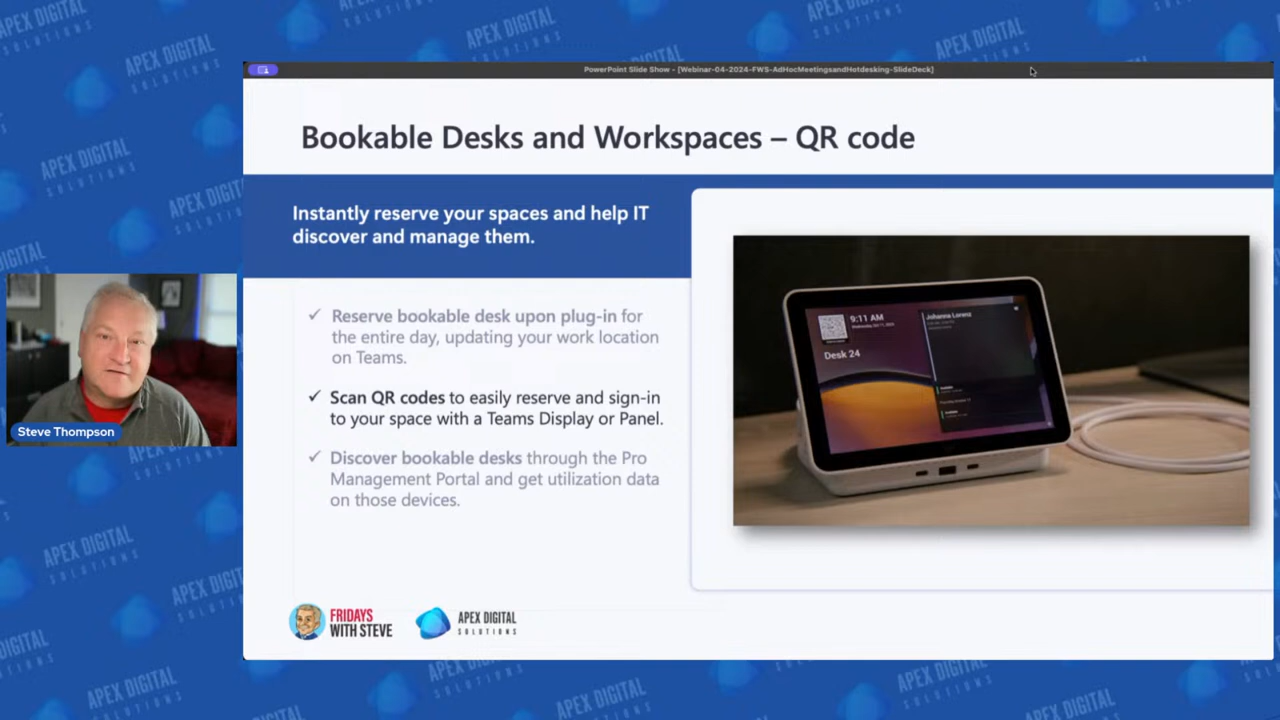 PowerPoint Slide Show - [Webinar-04-2024-FWS-AdHocMeetingsandHotdesking-SlideDeck]
Bookable Desks and Workspaces – QR code
Instantly reserve your spaces and help IT
discover and manage them.
✓ Reserve bookable desk upon plug-in for
the entire day, updating your work location
on Teams.
✓ Scan QR codes to easily reserve and sign-in
to your space with a Teams Display or Panel.
✓ Discover bookable desks through the Pro
Management Portal and get utilization data
on those devices.
9:11 AM
Desk 24
Johanna Lorenz
Steve Thompson
FRIDAYS
WITH STEVE
APEX DIGITAL
SOLUTIONS